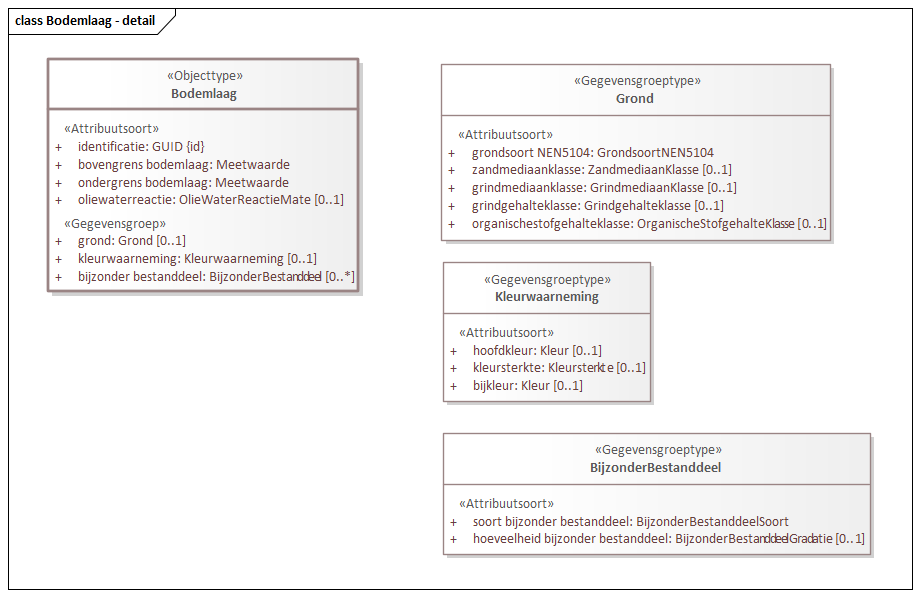 class Bodemlaag - detail
«Objecttype»
Bodemlaag
«Attribuutsoort»
+ identificatie: GUID {id}
+ bovengrens bodemlaag: Meetwaarde
+ ondergrens bodemlaag: Meetwaarde
+ oliewaterreactie: OlieWaterReactieMate [0..1]
«Gegevensgroep»
+ grond: Grond [0..1]
+ kleurwaarneming: Kleurwaarneming [0..1]
+ bijzonder bestanddeel: BijzonderBestanddeel [0..*]
«Gegevensgroeptype»
Grond
«Attribuutsoort»
+ grondsoort NEN5104: GrondsoortNEN5104
+ zandmediaanklasse: ZandmediaanKlasse [0..1]
+ grindmediaanklasse: GrindmediaanKlasse [0..1]
+ grindgehalteklasse: Grindgehalteklasse [0..1]
+ organischestofgehalteklasse: OrganischeStofgehalteKlasse [0..1]
«Gegevensgroeptype»
Kleurwaarneming
«Attribuutsoort»
+ hoofdkleur: Kleur [0..1]
+ kleursterkte: Kleursterkte [0..1]
+ bijkleur: Kleur [0..1]
«Gegevensgroeptype»
BijzonderBestanddeel
«Attribuutsoort»
+ soort bijzonder bestanddeel: BijzonderBestanddeelSoort
+ hoeveelheid bijzonder bestanddeel: BijzonderBestanddeelGradatie [0..1]